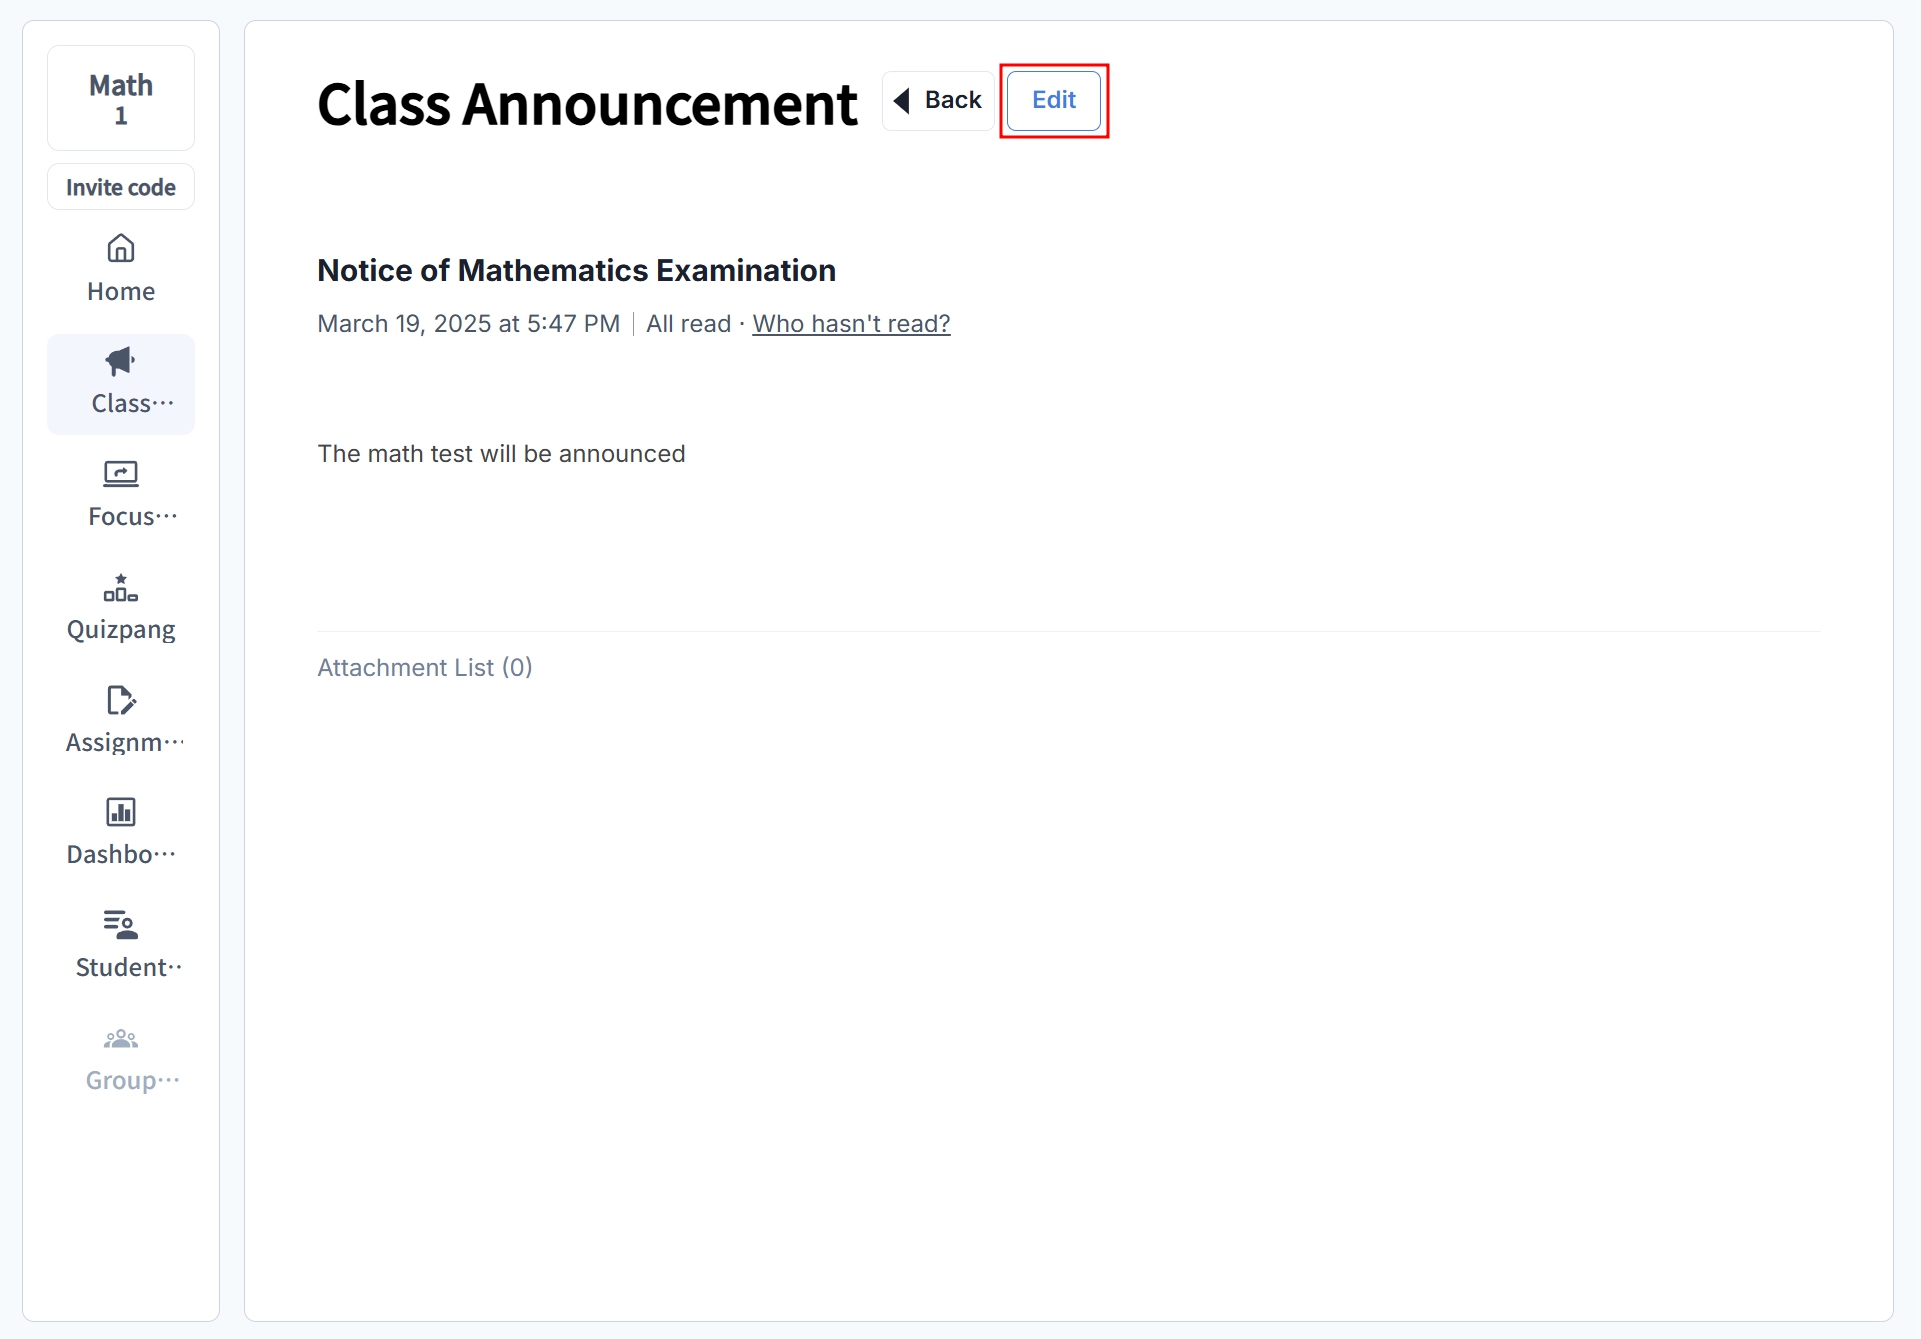 Math
1
Invite code
Home
Class···
Focus···
Quizpang
Assignm···
Dashbo···
Student··
Group···
Class Announcement
Back
Edit
Notice of Mathematics Examination
March 19, 2025 at 5:47 PM | All read · Who hasn't read?
The math test will be announced
Attachment List (0)